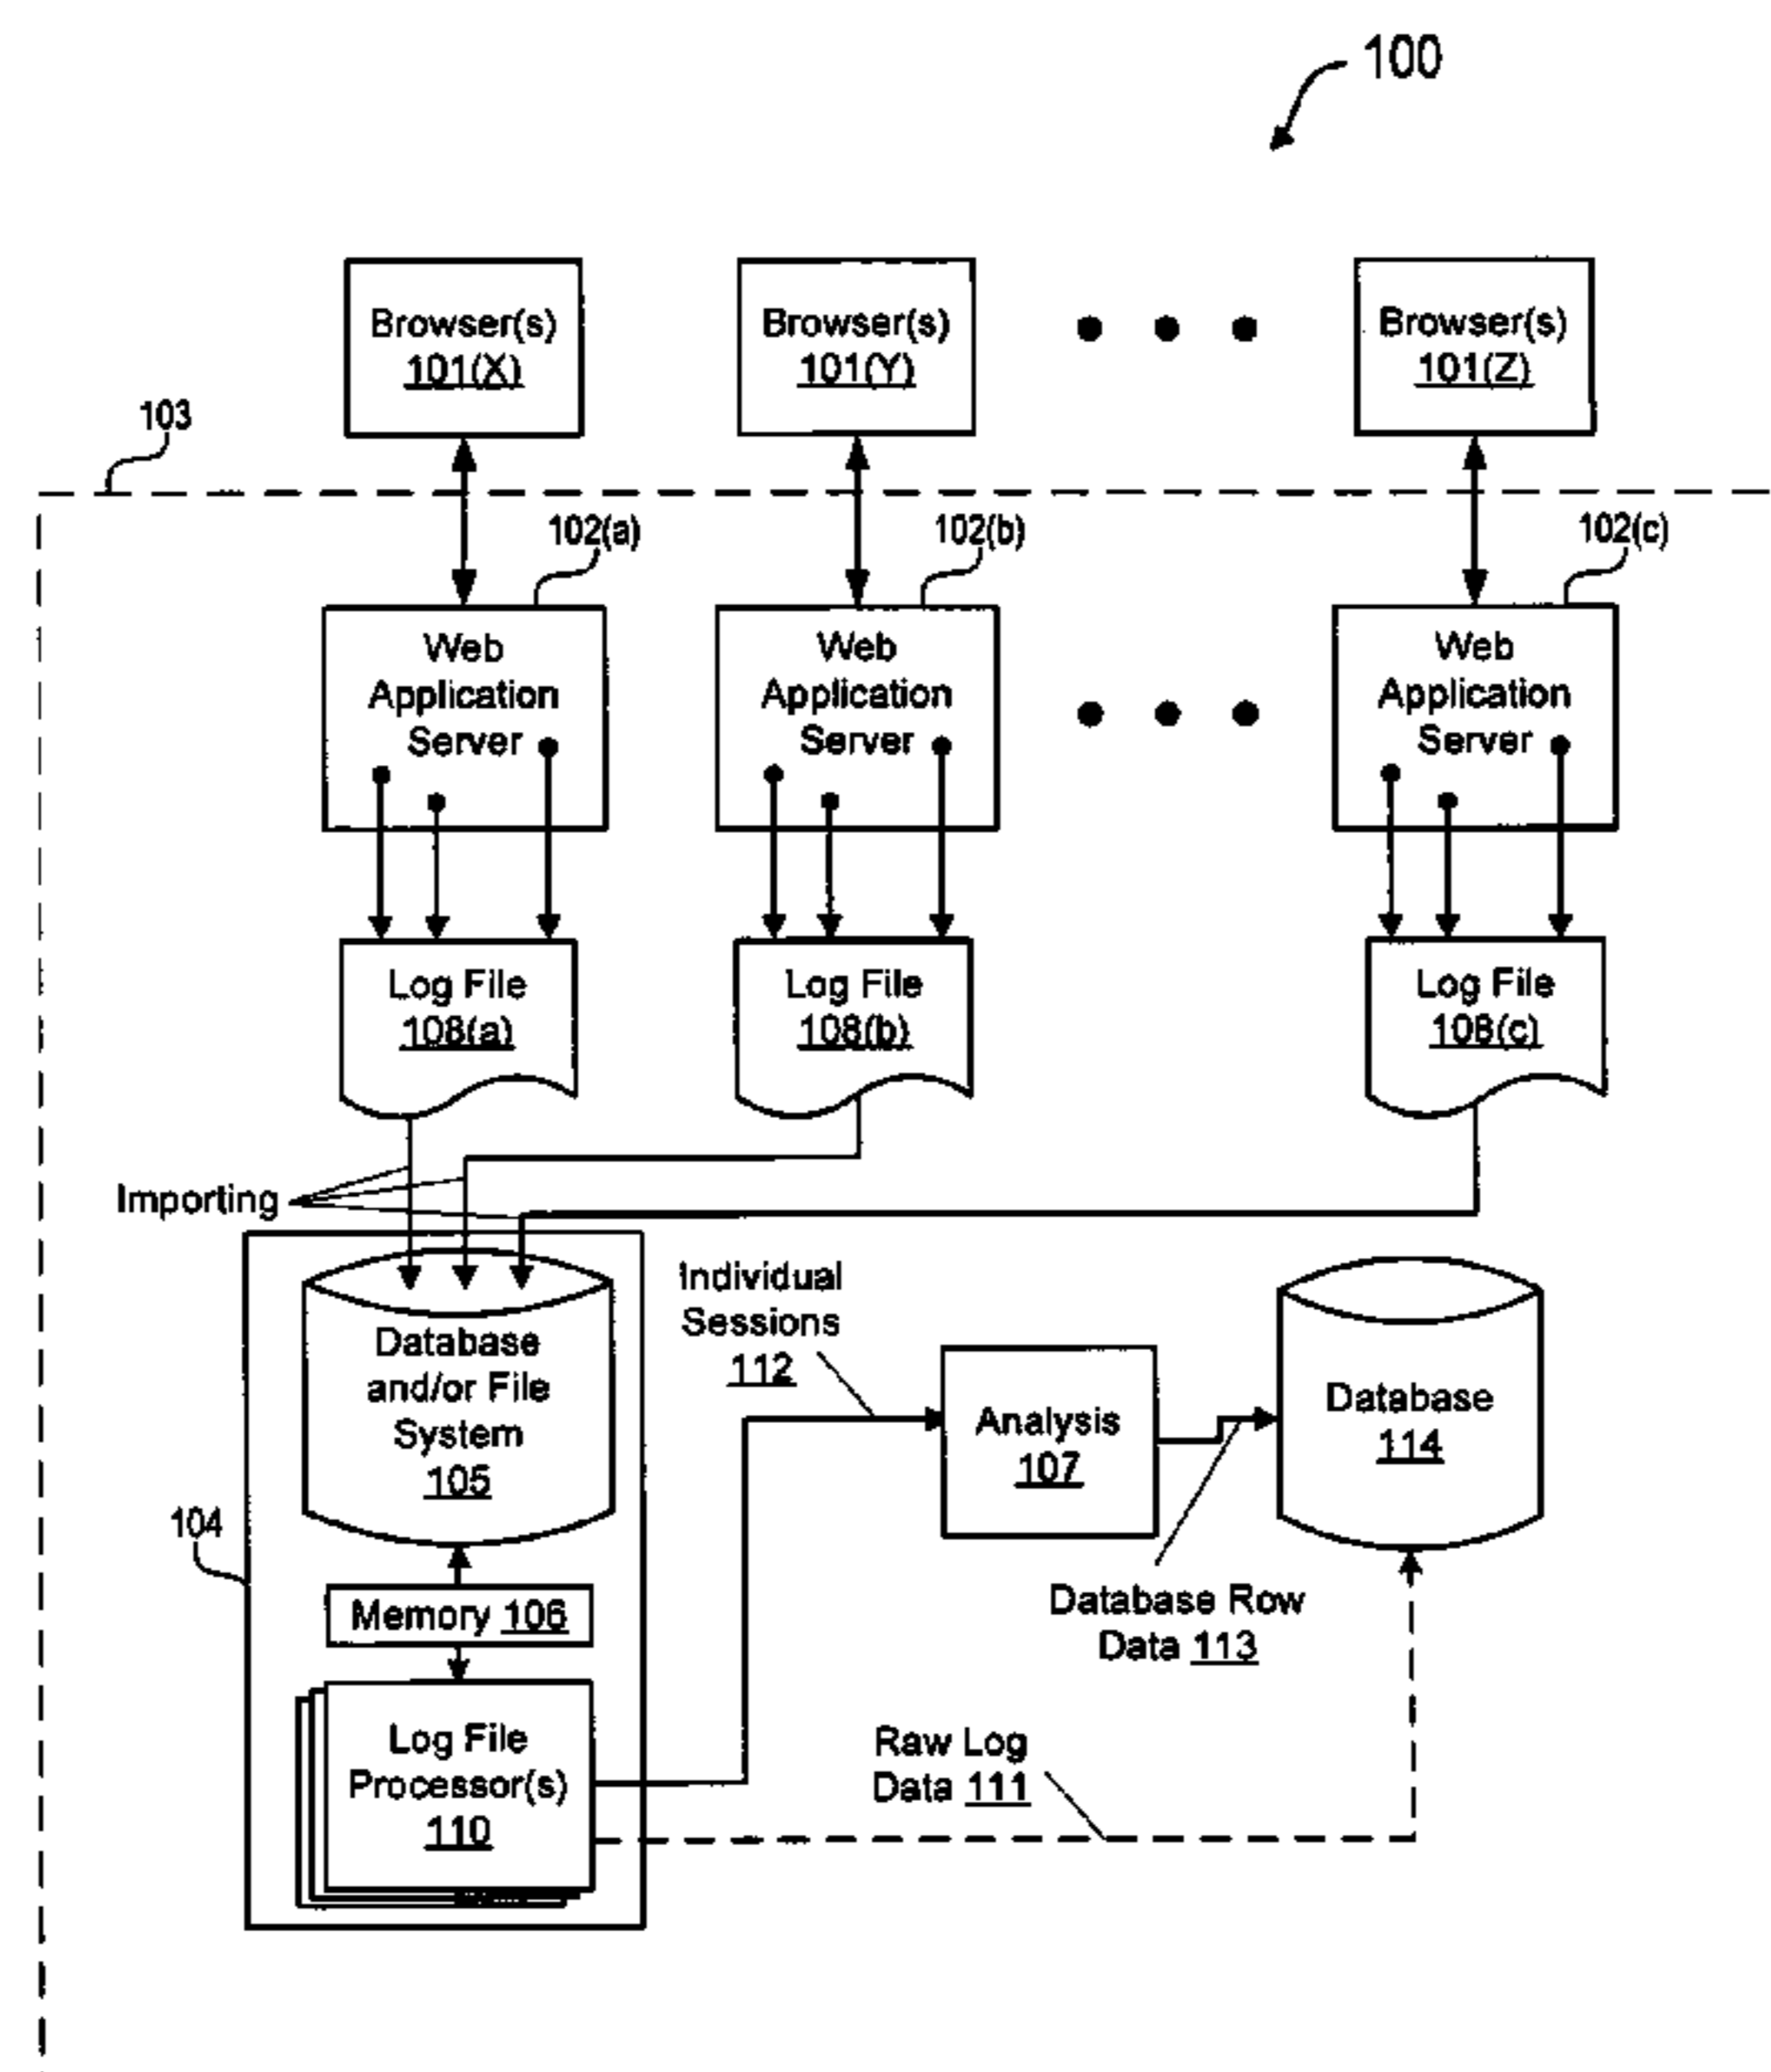 100
Browser(s)
101(X)
Browser(s)
101(Y)
Browser(s)
101(Z)
103
102(a)
102(b)
102(c)
Web
Application
Server
Web
Application
Server
Web
Application
Server
Log File
108(a)
Log File
108(b)
Log File
108(c)
Importing
Database
and/or File
System
105
Individual
Sessions
112
Analysis
107
Database
114
104
Memory 106
Database Row
Data 113
Log File
Processor(s)
110
Raw Log
Data 111